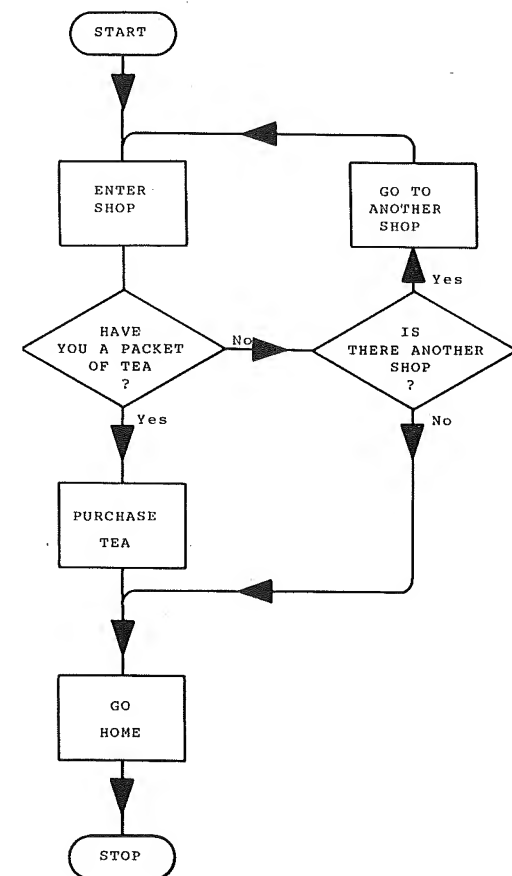 START
ENTER
SHOP
GO TO
ANOTHER
SHOP
Yes
HAVE
YOU A PACKET
OF TEA
?
No
IS
THERE ANOTHER
SHOP
?
Yes
No
PURCHASE
TEA
GO
HOME
STOP